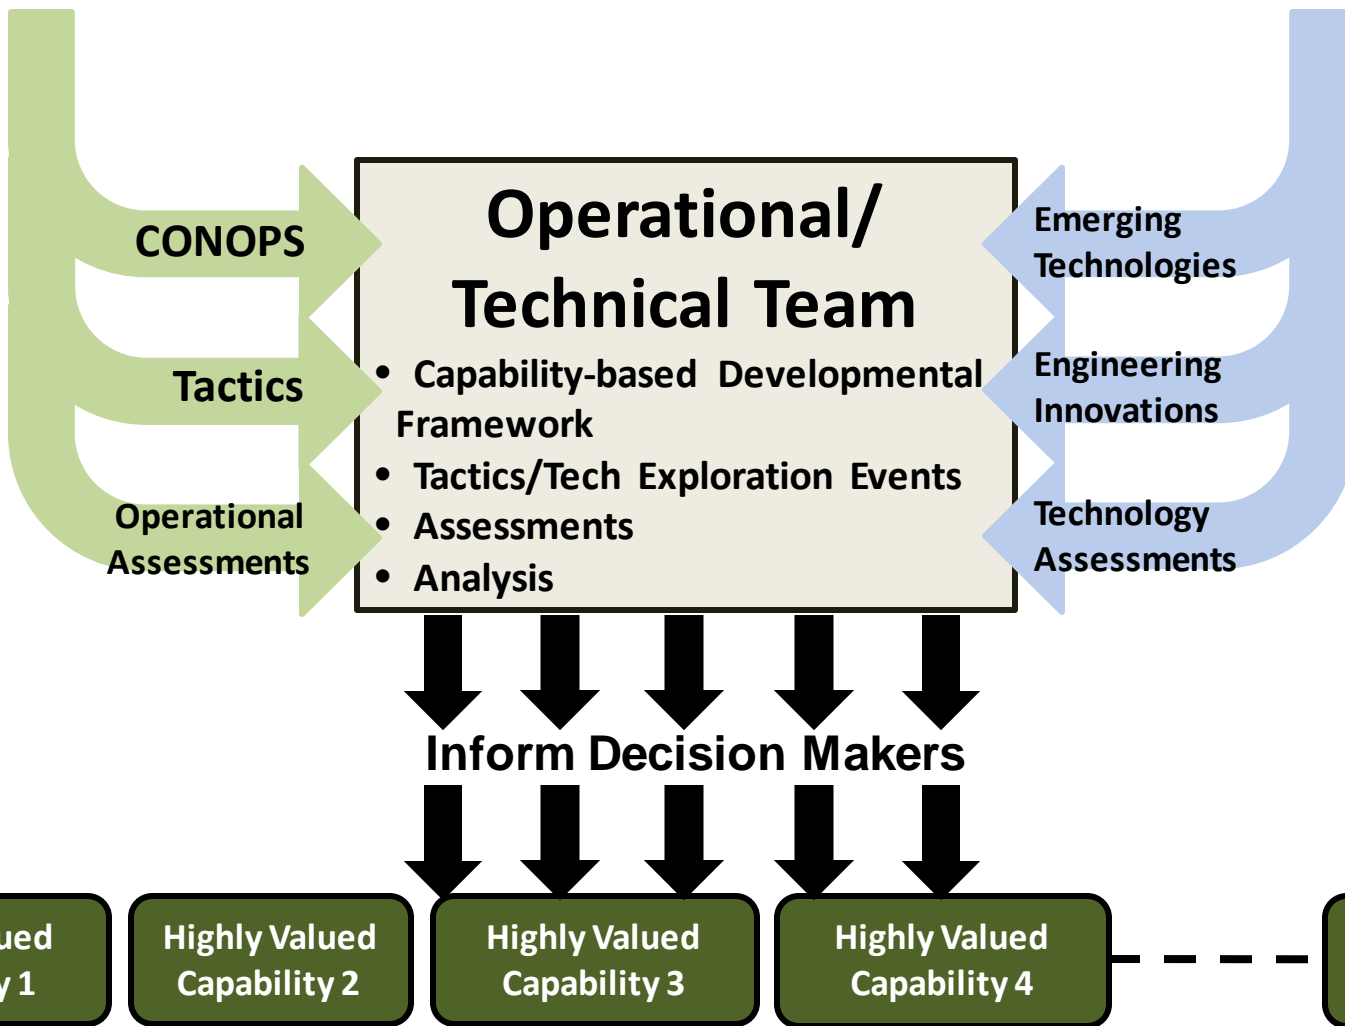 Operational/
Technical Team
• Capability-based Developmental
Framework
• Tactics/Tech Exploration Events
• Assessments
• Analysis
CONOPS
Tactics
Operational
Assessments
Emerging
Technologies
Engineering
Innovations
Technology
Assessments
Inform Decision Makers
ued
y 1
Highly Valued
Capability 2
Highly Valued
Capability 3
Highly Valued
Capability 4